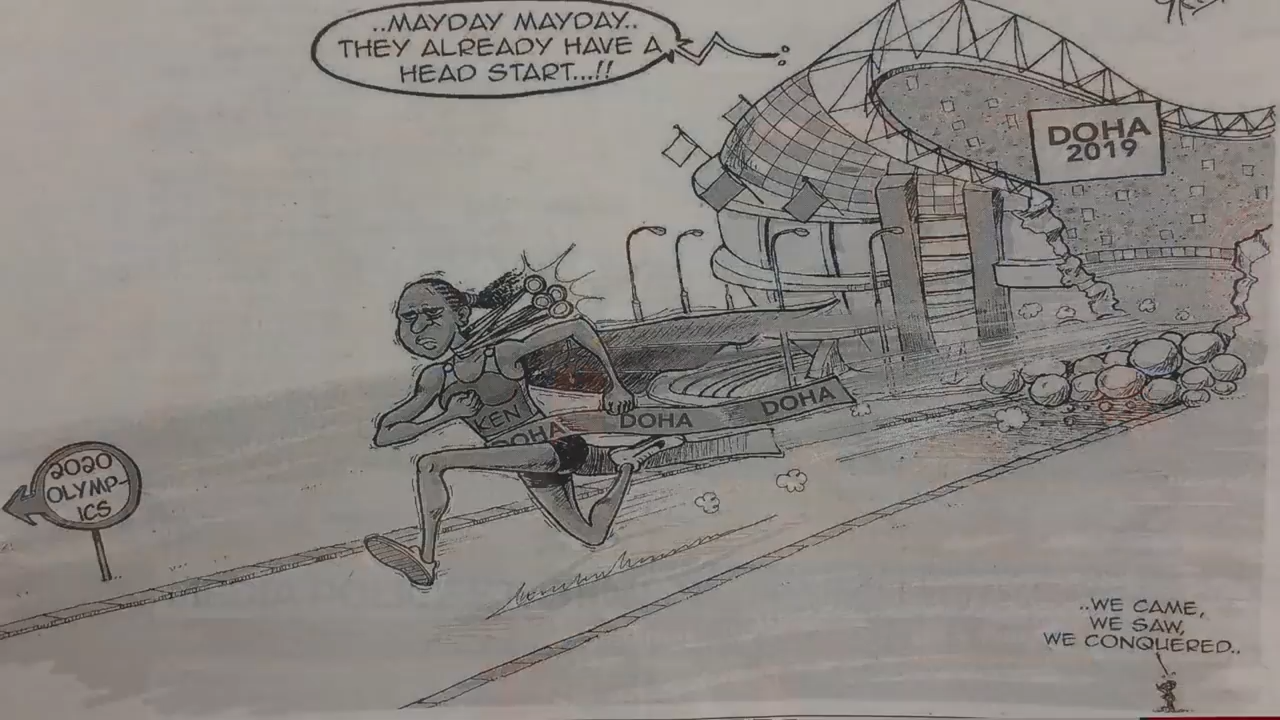 ..MAYDAY MAYDAY..
THEY ALREADY HAVE A
HEAD START...!!
DOHA
2019
KEN
DOHA
DOHA
DOHA
2020
OLYMP-
ICS
..WE CAME,
WE SAW,
WE CONQUERED..